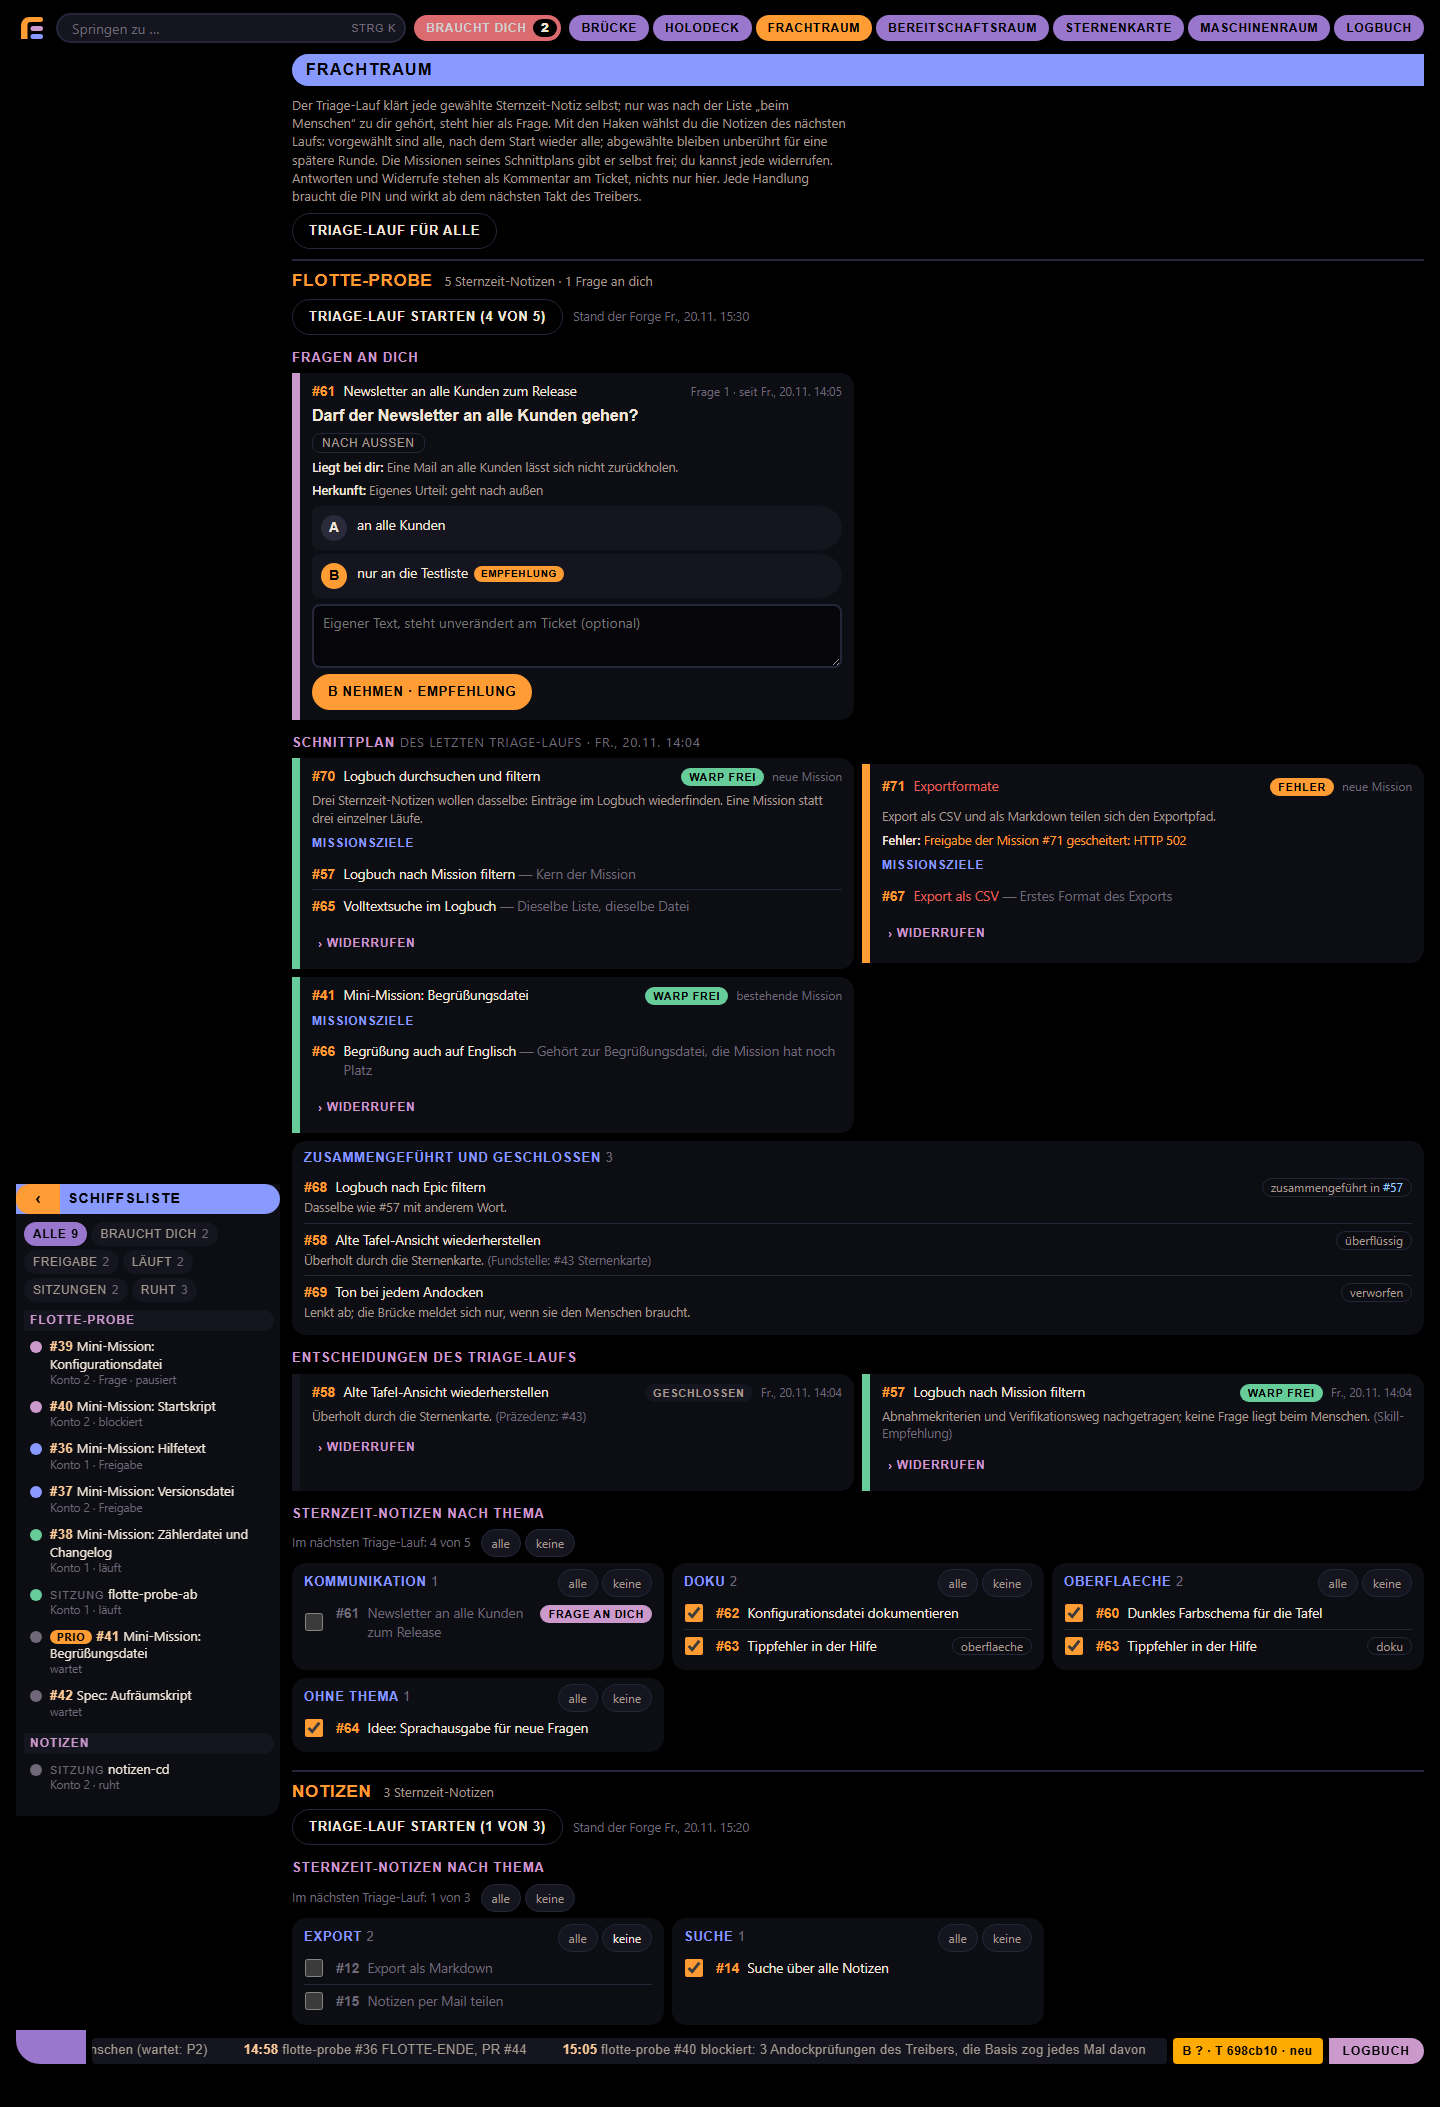 Springen zu ...
STRG K
BRAUCHT DICH 2
BRÜCKE
HOLODECK
FRACHTRAUM
BEREITSCHAFTSRAUM
STERNENKARTE
MASCHINENRAUM
LOGBUCH
FRACHTRAUM
Der Triage-Lauf klärt jede gewählte Sternzeit-Notiz selbst; nur was nach der Liste „beim
Menschen“ zu dir gehört, steht hier als Frage. Mit den Haken wählst du die Notizen des nächsten
Laufs: vorgewählt sind alle, nach dem Start wieder alle; abgewählte bleiben unberührt für eine
spätere Runde. Die Missionen seines Schnittplans gibt er selbst frei; du kannst jede widerrufen.
Antworten und Widerrufe stehen als Kommentar am Ticket, nichts nur hier. Jede Handlung
braucht die PIN und wirkt ab dem nächsten Takt des Treibers.
TRIAGE-LAUF FÜR ALLE
FLOTTE-PROBE 5 Sternzeit-Notizen · 1 Frage an dich
TRIAGE-LAUF STARTEN (4 VON 5) Stand der Forge Fr., 20.11. 15:30
FRAGEN AN DICH
#61 Newsletter an alle Kunden zum Release Frage 1 · seit Fr., 20.11. 14:05
Darf der Newsletter an alle Kunden gehen?
NACH AUSSEN
Liegt bei dir: Eine Mail an alle Kunden lässt sich nicht zurückholen.
Herkunft: Eigenes Urteil: geht nach außen
A an alle Kunden
B nur an die Testliste EMPFEHLUNG
Eigener Text, steht unverändert am Ticket (optional)
B NEHMEN · EMPFEHLUNG
SCHNITTPLAN DES LETZTEN TRIAGE-LAUFS · FR., 20.11. 14:04
#70 Logbuch durchsuchen und filtern WARP FREI neue Mission
Drei Sternzeit-Notizen wollen dasselbe: Einträge im Logbuch wiederfinden. Eine Mission statt
drei einzelner Läufe.
MISSIONSZIELE
#57 Logbuch nach Mission filtern — Kern der Mission
#65 Volltextsuche im Logbuch — Dieselbe Liste, dieselbe Datei
› WIDERRUFEN
#71 Exportformate FEHLER neue Mission
Export als CSV und als Markdown teilen sich den Exportpfad.
Fehler: Freigabe der Mission #71 gescheitert: HTTP 502
MISSIONSZIELE
#67 Export als CSV — Erstes Format des Exports
› WIDERRUFEN
#41 Mini-Mission: Begrüßungsdatei WARP FREI bestehende Mission
MISSIONSZIELE
#66 Begrüßung auch auf Englisch — Gehört zur Begrüßungsdatei, die Mission hat noch
Platz
› WIDERRUFEN
ZUSAMMENGEFÜHRT UND GESCHLOSSEN 3
#68 Logbuch nach Epic filtern zusammengeführt in #57
Dasselbe wie #57 mit anderem Wort.
#58 Alte Tafel-Ansicht wiederherstellen überflüssig
Überholt durch die Sternenkarte. (Fundstelle: #43 Sternenkarte)
#69 Ton bei jedem Andocken verworfen
Lenkt ab; die Brücke meldet sich nur, wenn sie den Menschen braucht.
ENTSCHEIDUNGEN DES TRIAGE-LAUFS
#58 Alte Tafel-Ansicht wiederherstellen GESCHLOSSEN Fr., 20.11. 14:04
Überholt durch die Sternenkarte. (Präzedenz: #43)
› WIDERRUFEN
#57 Logbuch nach Mission filtern WARP FREI Fr., 20.11. 14:04
Abnahmekriterien und Verifikationsweg nachgetragen; keine Frage liegt beim Menschen. (Skill-
Empfehlung)
› WIDERRUFEN
STERNZEIT-NOTIZEN NACH THEMA
Im nächsten Triage-Lauf: 4 von 5 alle keine
KOMMUNIKATION 1 alle keine
#61 Newsletter an alle Kunden FRAGE AN DICH
zum Release
DOKU 2 alle keine
#62 Konfigurationsdatei dokumentieren
#63 Tippfehler in der Hilfe oberflaeche
OBERFLAECHE 2 alle keine
#60 Dunkles Farbschema für die Tafel
#63 Tippfehler in der Hilfe doku
OHNE THEMA 1 alle keine
#64 Idee: Sprachausgabe für neue Fragen
NOTIZEN 3 Sternzeit-Notizen
TRIAGE-LAUF STARTEN (1 VON 3) Stand der Forge Fr., 20.11. 15:20
STERNZEIT-NOTIZEN NACH THEMA
Im nächsten Triage-Lauf: 1 von 3 alle keine
EXPORT 2 alle keine
#12 Export als Markdown
#15 Notizen per Mail teilen
SUCHE 1 alle keine
#14 Suche über alle Notizen
‹ SCHIFFSLISTE
ALLE 9 BRAUCHT DICH 2
FREIGABE 2 LÄUFT 2
SITZUNGEN 2 RUHT 3
FLOTTE-PROBE
#39 Mini-Mission:
Konfigurationsdatei
Konto 2 · Frage · pausiert
#40 Mini-Mission: Startskript
Konto 2 · blockiert
#36 Mini-Mission: Hilfetext
Konto 1 · Freigabe
#37 Mini-Mission: Versionsdatei
Konto 2 · Freigabe
#38 Mini-Mission: Zählerdatei und
Changelog
Konto 1 · läuft
SITZUNG flotte-probe-ab
Konto 1 · läuft
PRIO #41 Mini-Mission:
Begrüßungsdatei
wartet
#42 Spec: Aufräumskript
wartet
NOTIZEN
SITZUNG notizen-cd
Konto 2 · ruht
nschen (wartet: P2) 14:58 flotte-probe #36 FLOTTE-ENDE, PR #44 15:05 flotte-probe #40 blockiert: 3 Andockprüfungen des Treibers, die Basis zog jedes Mal davon
B ? · T 698cb10 · neu
LOGBUCH